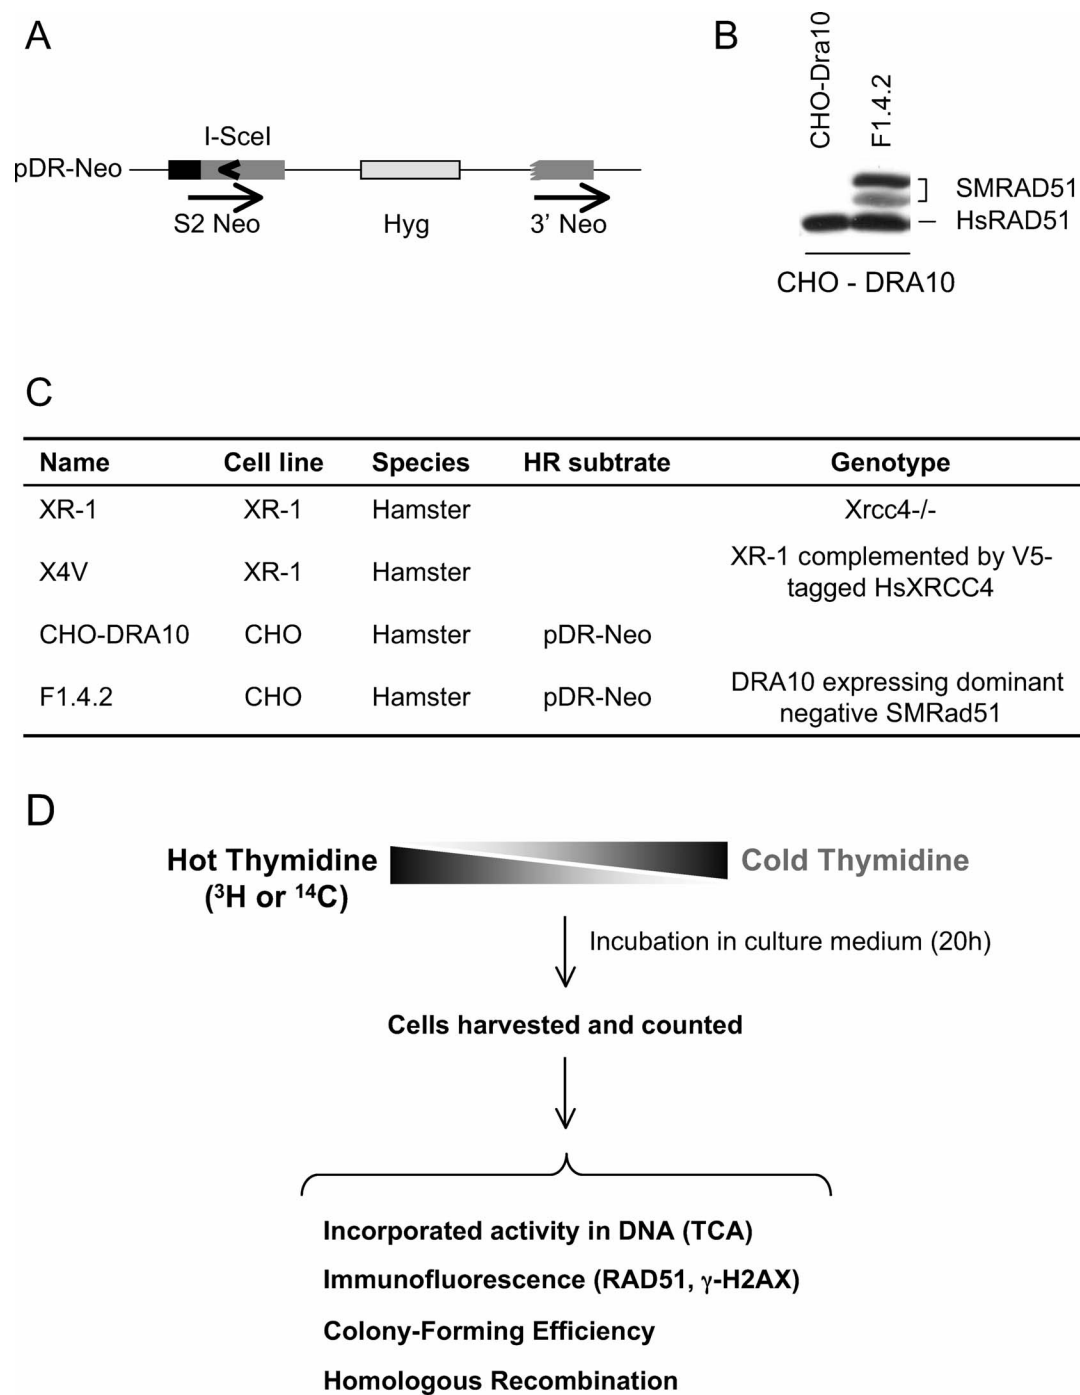 A
I-SceI
pDR-Neo
S2 Neo
Hyg
3' Neo
B
CHO-Dra10
F1.4.2
SMRAD51
HsRAD51
CHO - DRA10
C
Name Cell line Species HR subtrate Genotype
XR-1 XR-1 Hamster Xrcc4-/-
X4V XR-1 Hamster XR-1 complemented by V5-
tagged HsXRCC4
CHO-DRA10 CHO Hamster pDR-Neo
F1.4.2 CHO Hamster pDR-Neo DRA10 expressing dominant
negative SMRad51
D
Hot Thymidine
(³H or ¹⁴C)
Cold Thymidine
Incubation in culture medium (20h)
Cells harvested and counted
Incorporated activity in DNA (TCA)
Immunofluorescence (RAD51, γ-H2AX)
Colony-Forming Efficiency
Homologous Recombination